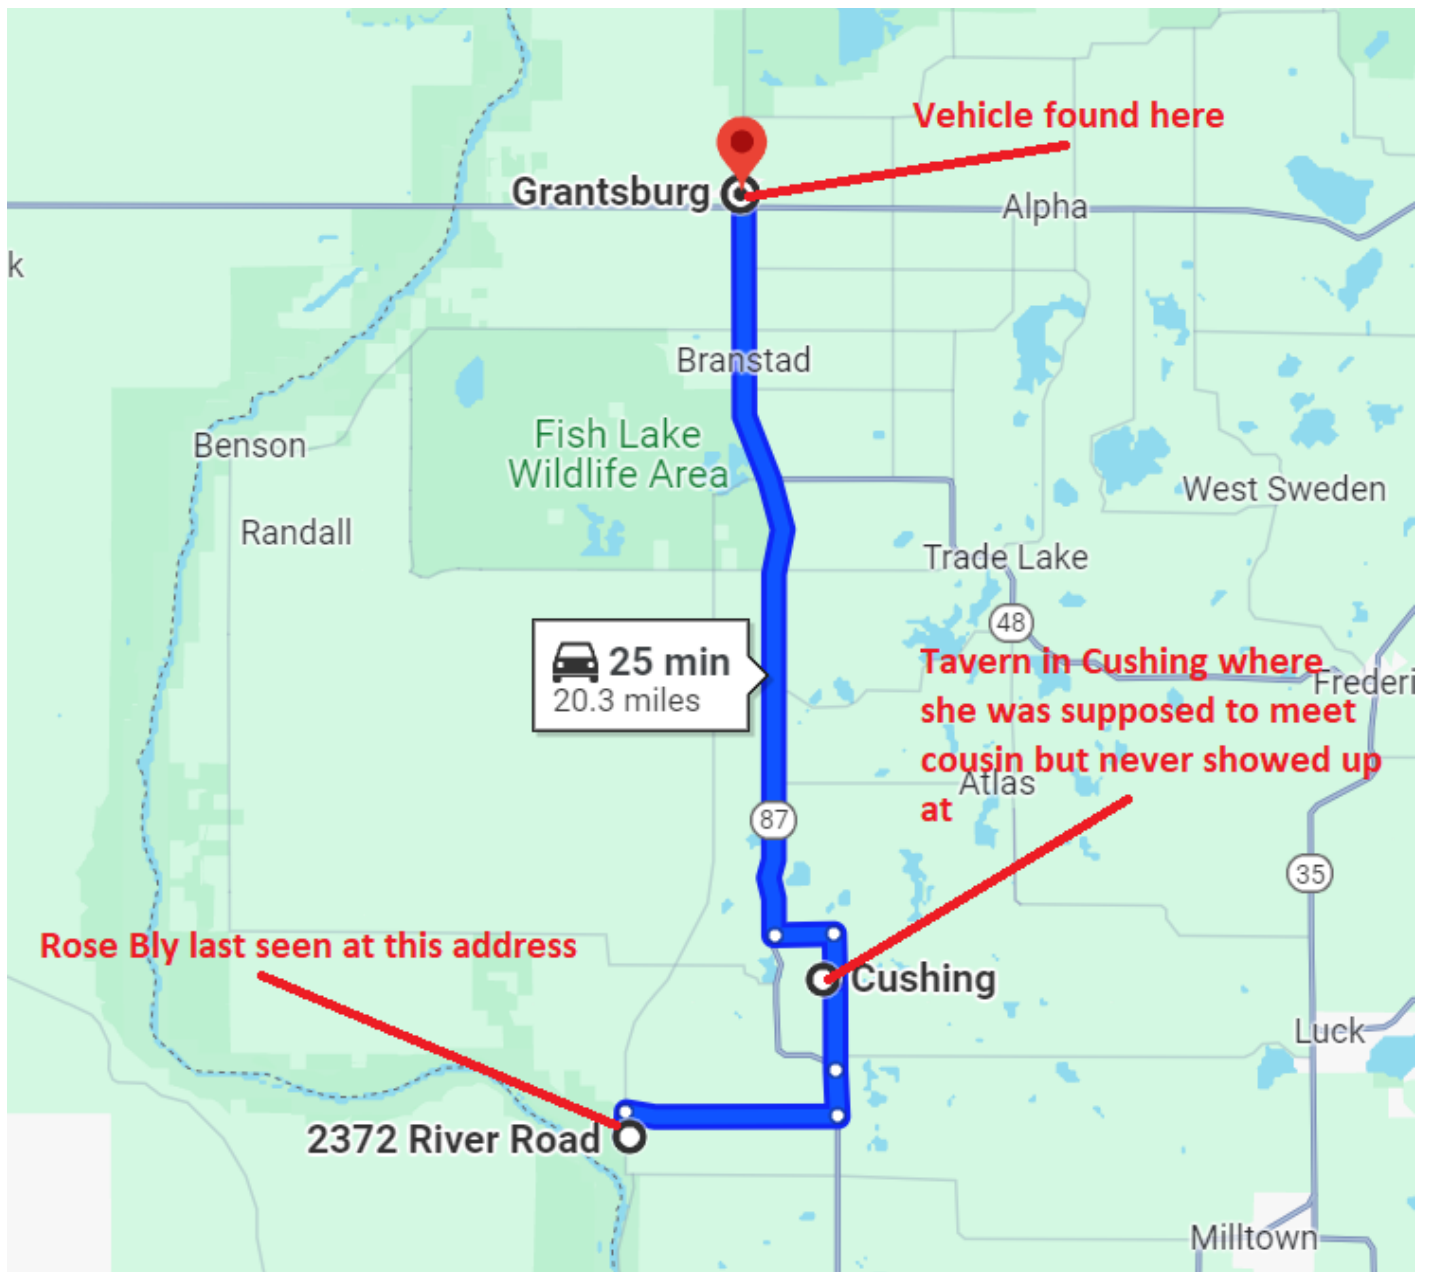 Vehicle found here
Grantsburg
Alpha
k
Branstad
Fish Lake
Wildlife Area
Benson
West Sweden
Randall
Trade Lake
48
25 min
20.3 miles
Tavern in Cushing where
she was supposed to meet
cousin but never showed up
at
Frederi
Atlas
87
35
Rose Bly last seen at this address
Cushing
Luck
2372 River Road
Milltown